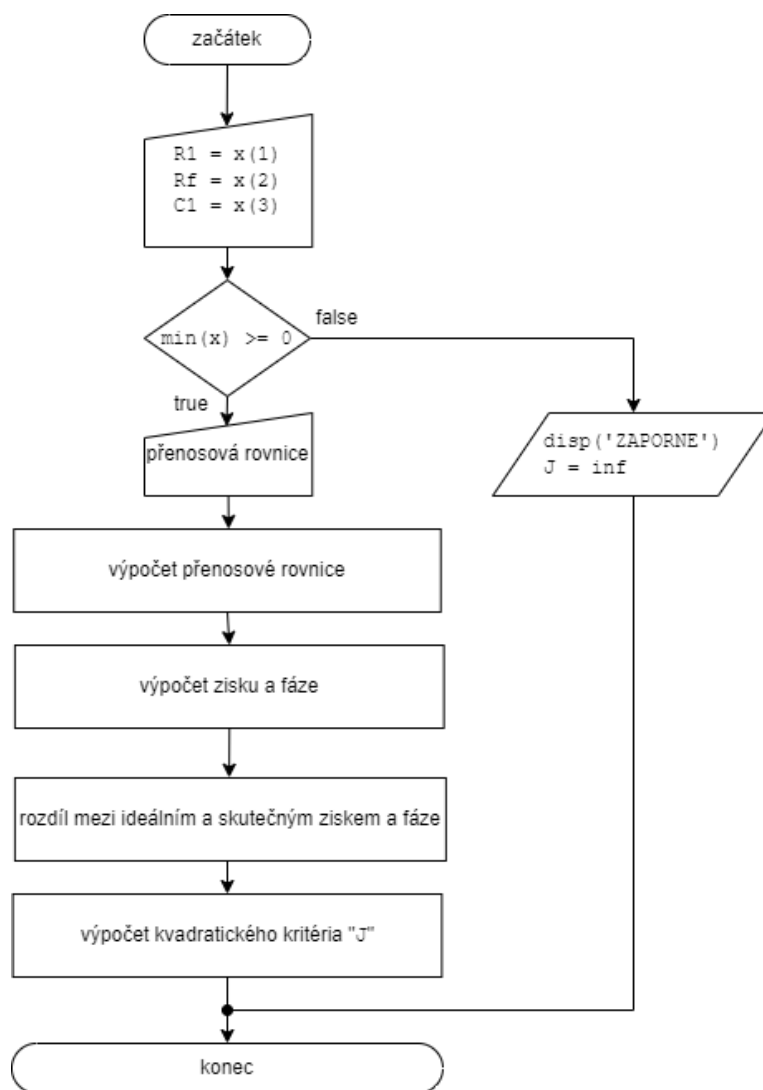 začátek
R1 = x(1)
Rf = x(2)
C1 = x(3)
min(x) >= 0
false
true
přenosová rovnice
disp('ZAPORNE')
J = inf
výpočet přenosové rovnice
výpočet zisku a fáze
rozdíl mezi ideálním a skutečným ziskem a fáze
výpočet kvadratického kritéria "J"
konec